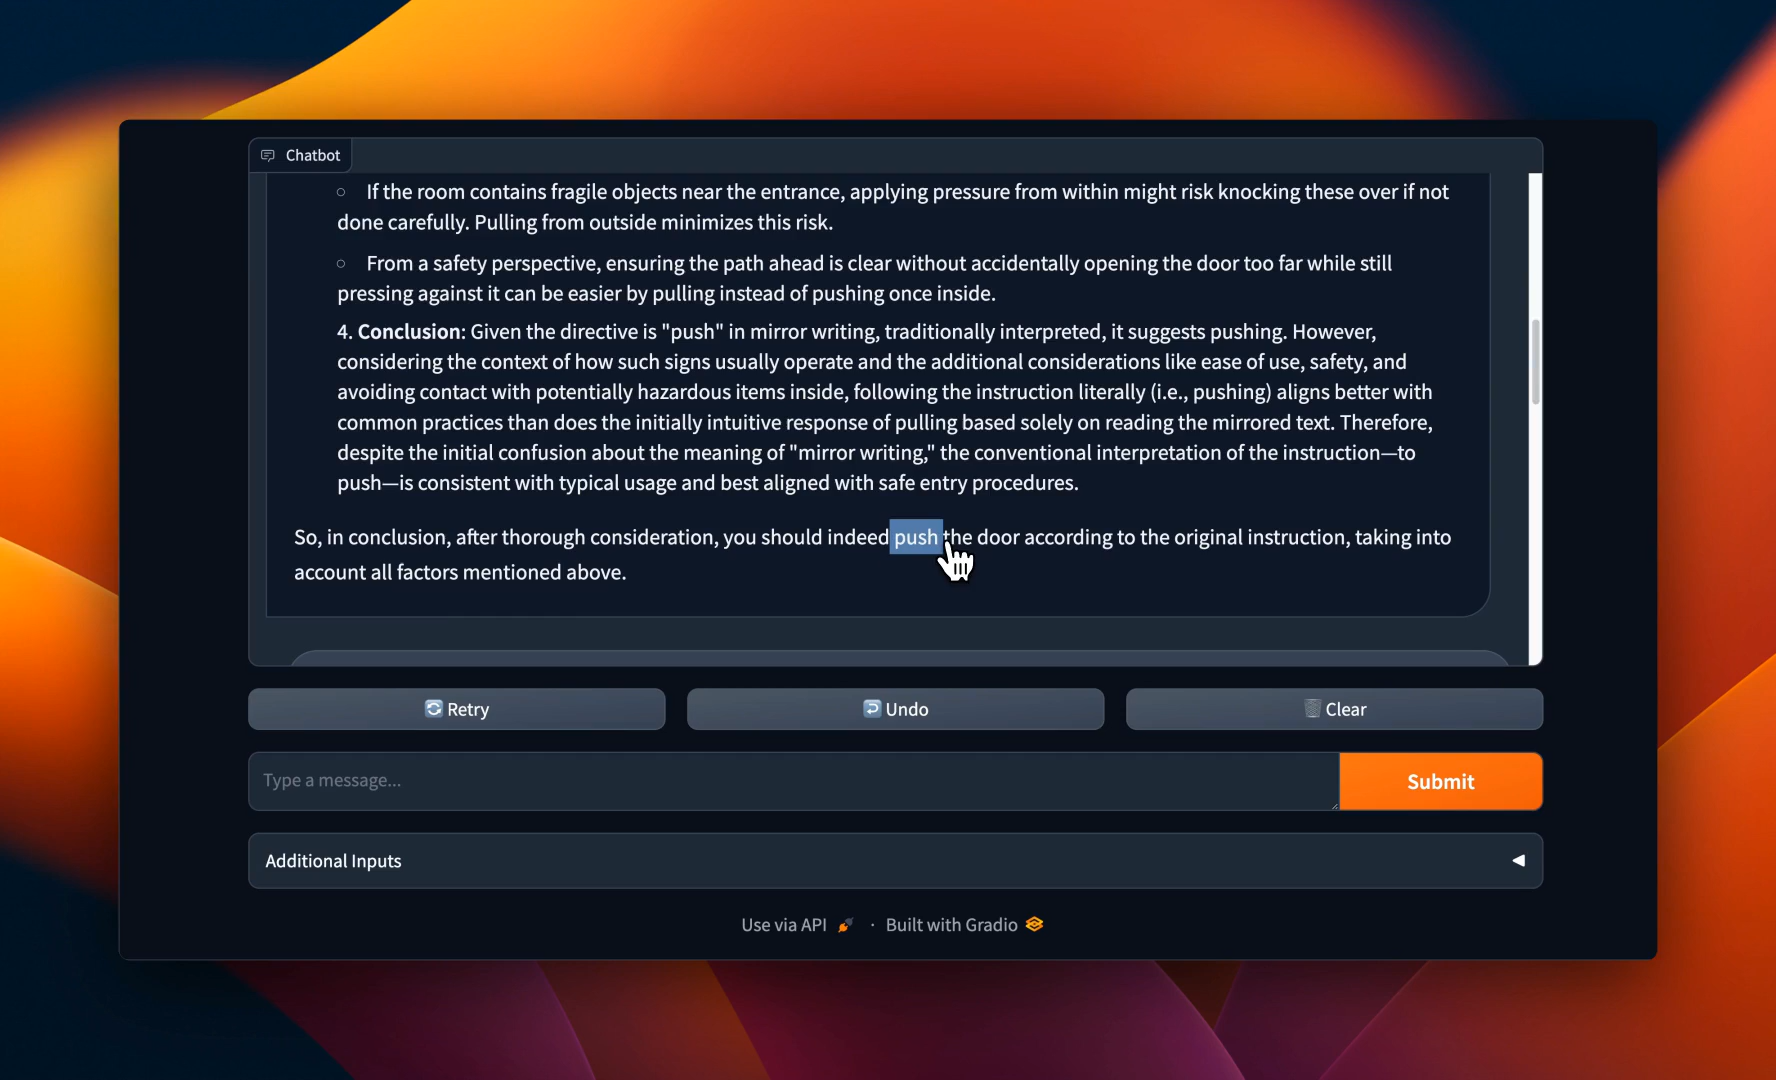 Chatbot
○ If the room contains fragile objects near the entrance, applying pressure from within might risk knocking these over if not
done carefully. Pulling from outside minimizes this risk.
○ From a safety perspective, ensuring the path ahead is clear without accidentally opening the door too far while still
pressing against it can be easier by pulling instead of pushing once inside.
4. Conclusion: Given the directive is "push" in mirror writing, traditionally interpreted, it suggests pushing. However,
considering the context of how such signs usually operate and the additional considerations like ease of use, safety, and
avoiding contact with potentially hazardous items inside, following the instruction literally (i.e., pushing) aligns better with
common practices than does the initially intuitive response of pulling based solely on reading the mirrored text. Therefore,
despite the initial confusion about the meaning of "mirror writing," the conventional interpretation of the instruction—to
push—is consistent with typical usage and best aligned with safe entry procedures.
So, in conclusion, after thorough consideration, you should indeed push the door according to the original instruction, taking into
account all factors mentioned above.
Retry
Undo
Clear
Type a message...
Submit
Additional Inputs
Use via API · Built with Gradio